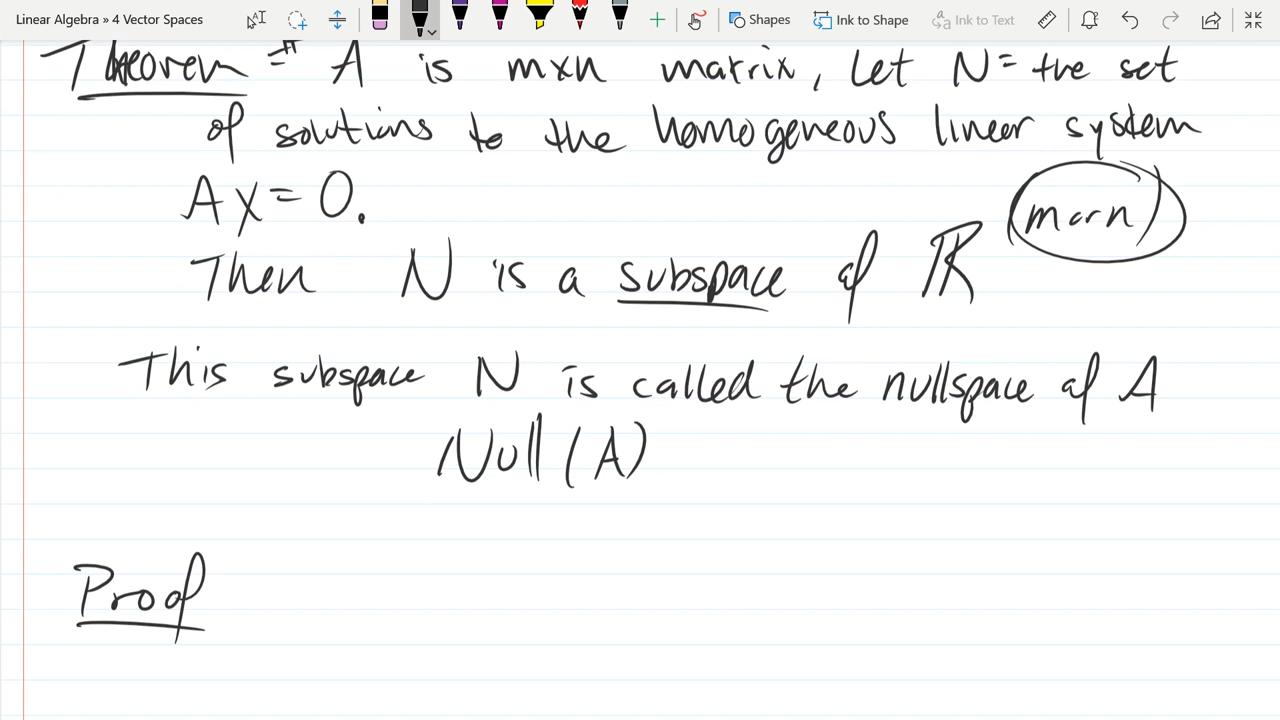 Linear Algebra » 4 Vector Spaces
Shapes
Ink to Shape
Ink to Text
Theorem = A is mxn matrix, Let N = the set
of solutions to the homogeneous linear system
Ax = 0.
(m or n)
Then N is a subspace of ℝ
This subspace N is called the nullspace of A
Null(A)
Proof